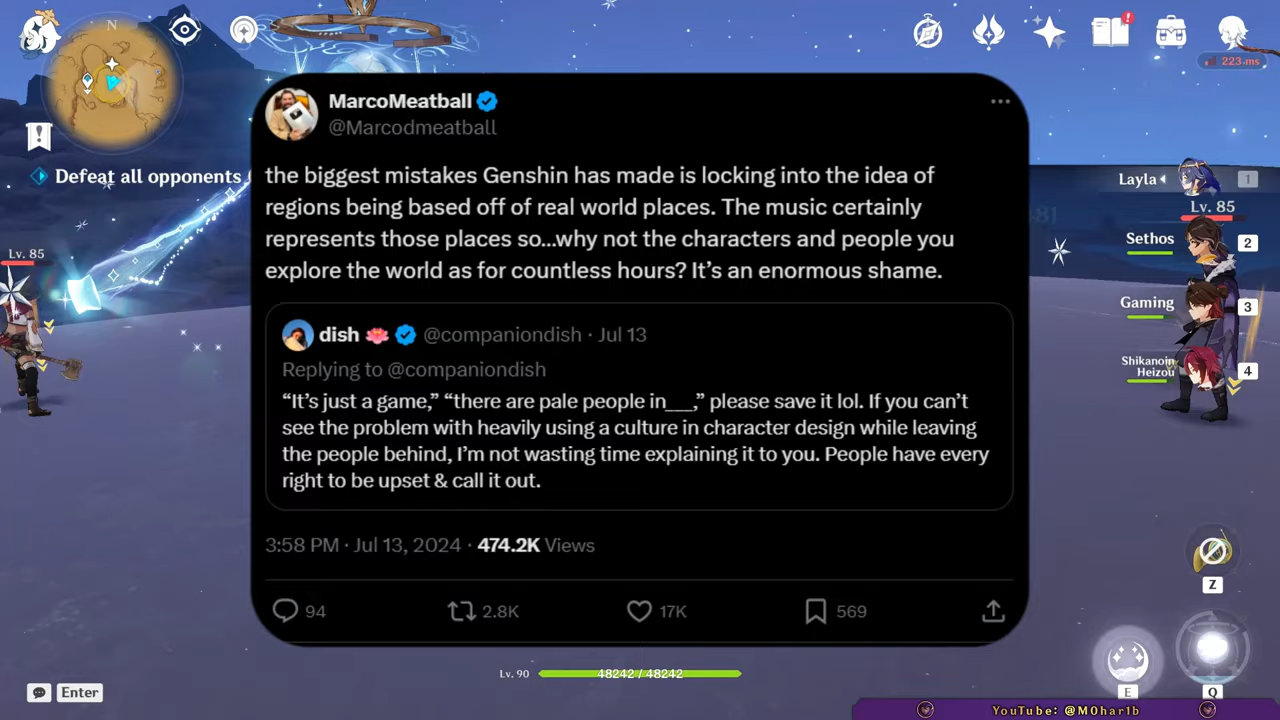 N
223 ms
Defeat all opponents
Lv. 85
MarcoMeatball
@Marcodmeatball
the biggest mistakes Genshin has made is locking into the idea of
regions being based off of real world places. The music certainly
represents those places so...why not the characters and people you
explore the world as for countless hours? It's an enormous shame.
dish @companiondish · Jul 13
Replying to @companiondish
“It's just a game,” “there are pale people in___,” please save it lol. If you can't
see the problem with heavily using a culture in character design while leaving
the people behind, I'm not wasting time explaining it to you. People have every
right to be upset & call it out.
3:58 PM · Jul 13, 2024 · 474.2K Views
94 2.8K 17K 569
Layla 1
Lv. 85
Sethos 2
Gaming 3
Shikanoin
Heizou 4
Z
E Q
Lv. 90 48242 / 48242
Enter
YouTube: @M0har1b